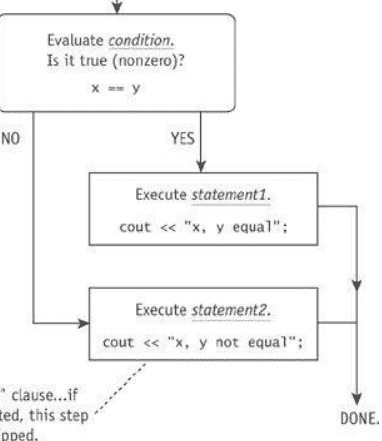 Evaluate condition.
Is it true (nonzero)?
x == y
NO
YES
Execute statement1.
cout << "x, y equal";
Execute statement2.
cout << "x, y not equal";
" clause...if
ted, this step
ipped.
DONE.